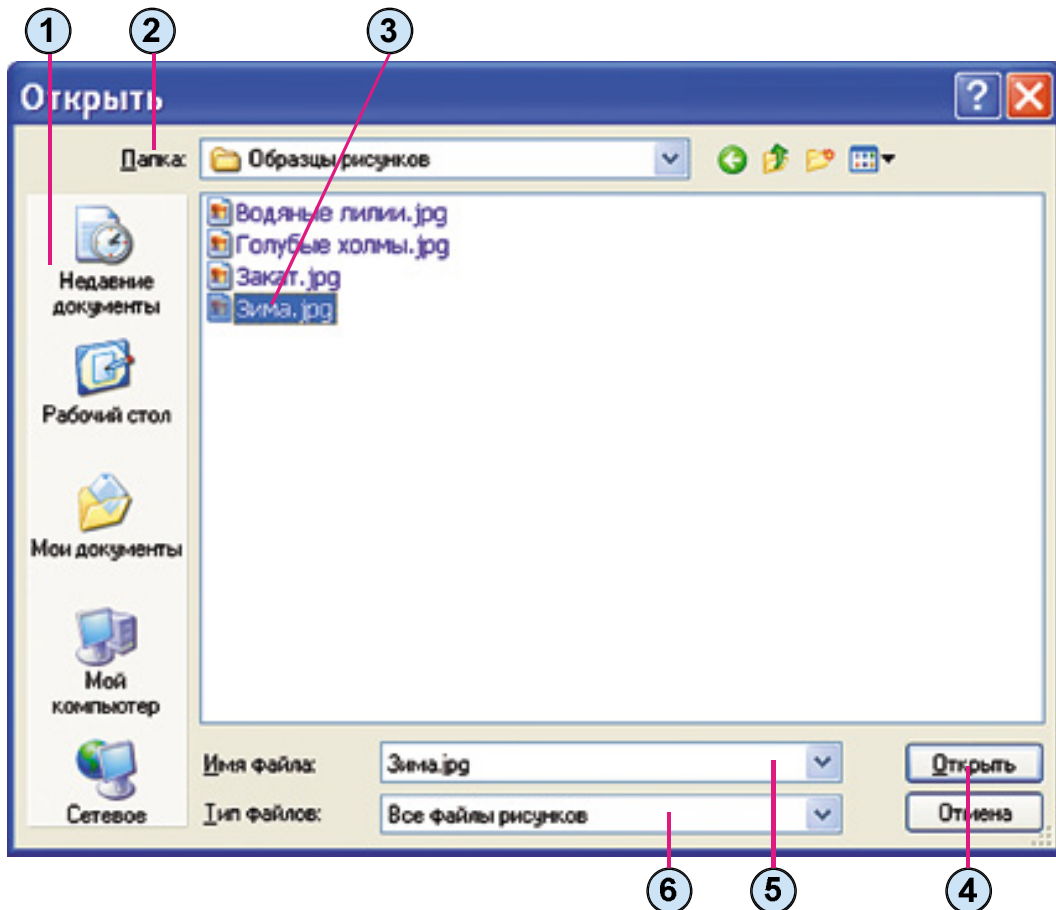 1 2 3
Открыть
Папка: Образцы рисунков
Водяные лилии.jpg
Голубые холмы.jpg
Закат.jpg
Зима.jpg
Недавние
документы
Рабочий стол
Мои документы
Мой
компьютер
Сетевое
Имя файла: Зима.jpg Открыть
Тип файлов: Все файлы рисунков Отмена
6 5 4